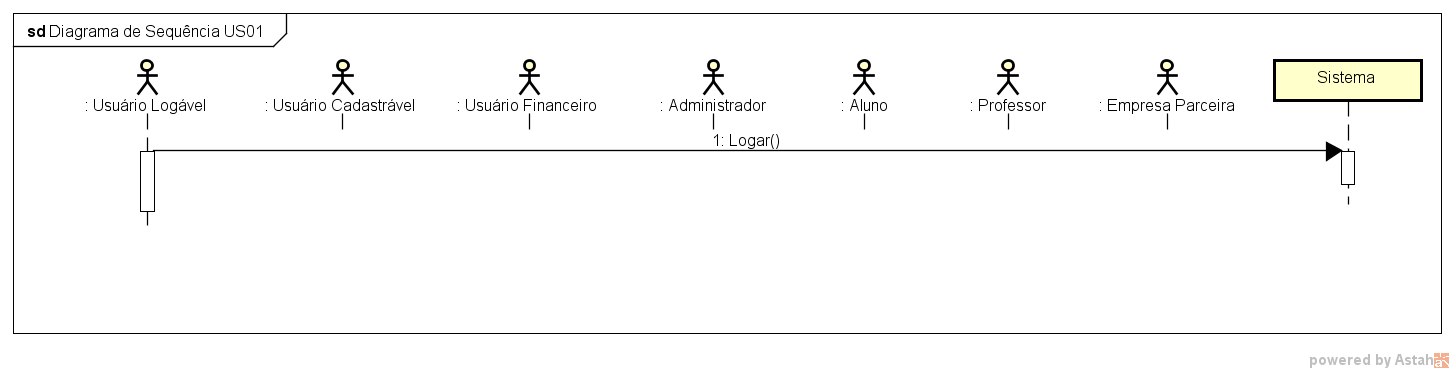 sd Diagrama de Sequência US01
: Usuário Logável
: Usuário Cadastrável
: Usuário Financeiro
: Administrador
: Aluno
: Professor
: Empresa Parceira
Sistema
1: Logar()
powered by Astah